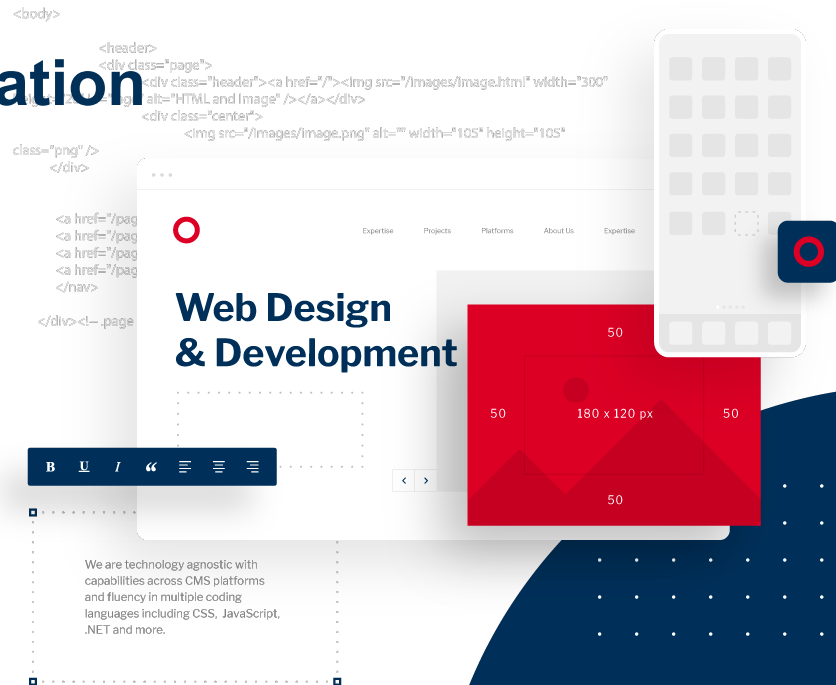 <body>
<header>
<div class="page">
ation
<div class="header"><a href="/"><img src="/images/image.html" width="300"
alt="HTML and Image" /></a></div>
<div class="center">
<img src="/images/image.png" alt="" width="105" height="105"
class="png" />
</div>
<a href="/pag
<a href="/pag
<a href="/pag
<a href="/pag
</nav>
</div><!-- .page
Expertise Projects Platforms About Us Expertise
Web Design
& Development
50
50 180 x 120 px 50
50
B U I “
We are technology agnostic with
capabilities across CMS platforms
and fluency in multiple coding
languages including CSS, JavaScript,
.NET and more.